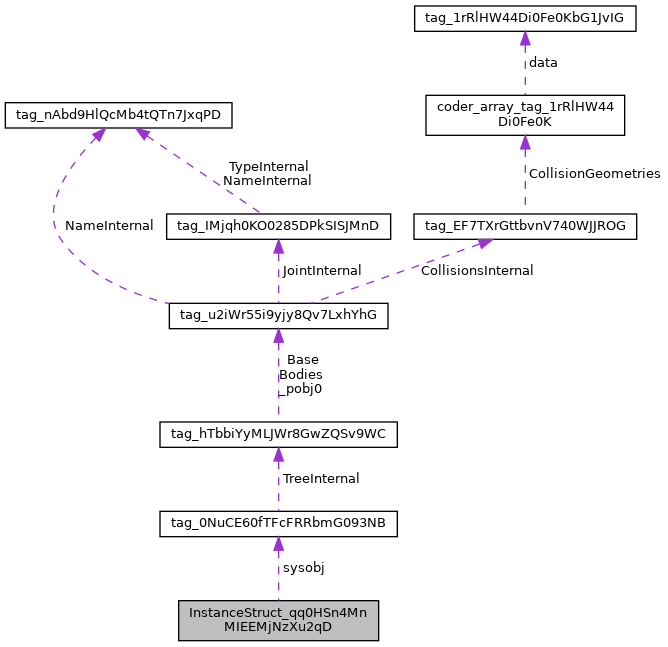 tag_1rRlHW44Di0Fe0KbG1JvIG
data
coder_array_tag_1rRlHW44
Di0Fe0K
tag_nAbd9HlQcMb4tQTn7JxqPD
TypeInternal
NameInternal
CollisionGeometries
NameInternal
tag_IMjqh0KO0285DPkSISJMnD
tag_EF7TXrGttbvnV740WJJROG
JointInternal
CollisionsInternal
tag_u2iWr55i9yjy8Qv7LxhYhG
Base
Bodies
_pobj0
tag_hTbbiYyMLJWr8GwZQSv9WC
TreeInternal
tag_0NuCE60fTFcFRRbmG093NB
sysobj
InstanceStruct_qq0HSn4Mn
MIEEMjNzXu2qD